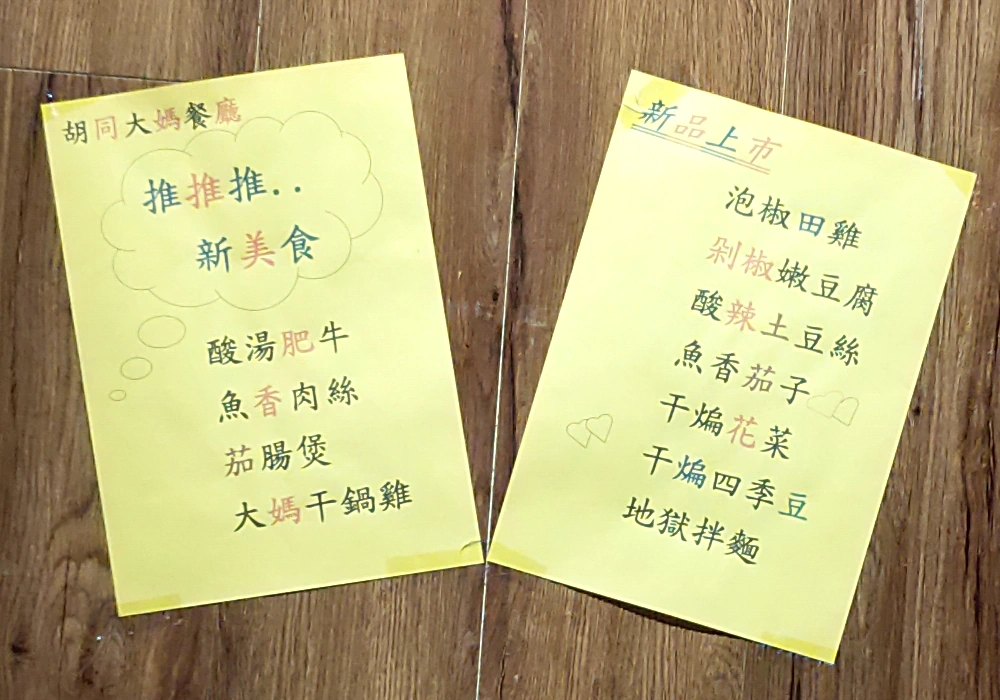 胡同大媽餐廳
推推推..
新美食
酸湯肥牛
魚香肉絲
茄腸煲
大媽干鍋雞
新品上市
泡椒田雞
剁椒嫩豆腐
酸辣土豆絲
魚香茄子
干煸花菜
干煸四季豆
地獄拌麵